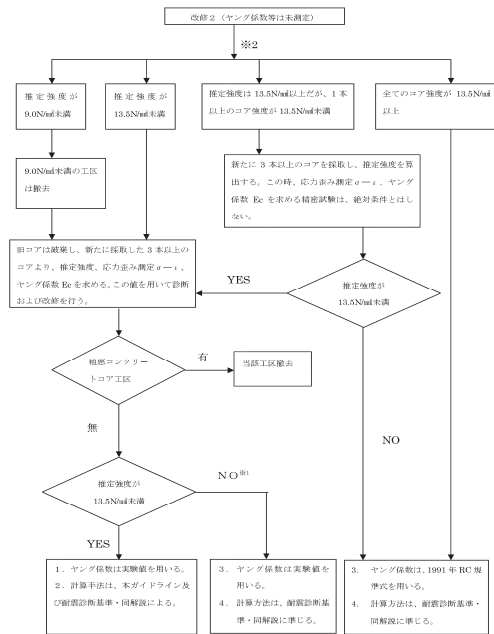 改修２（ヤング係数等は未測定）
※2
推定強度が
9.0N/㎟未満
推定強度が
13.5N/㎟未満
推定強度は 13.5N/㎟以上だが、1 本
以上のコア強度が 13.5N/㎟未満
全てのコア強度が 13.5N/㎟
以上
9.0N/㎟未満の工区
は撤去
新たに 3 本以上のコアを採取し、推定強度を算
出する。この時、応力歪み測定σ－ε、ヤング
係数 Ec を求める精密試験は、絶対条件とはし
ない。
旧コアは破棄し、新たに採取した 3 本以上の
コアより、推定強度、応力歪み測定σ－ε、
ヤング係数 Ec を求める。この値を用いて診断
および改修を行う。
YES
推定強度が
13.5N/㎟未満
粗悪コンクリー
トコア工区
有
当該工区撤去
無
NO
推定強度が
13.5N/㎟未満
NO※1
YES
１．ヤング係数は実験値を用いる。
２．計算手法は、本ガイドライン及
び耐震診断基準・同解説による。
３．ヤング係数は実験値を
用いる。
４．計算方法は、耐震診断基
準・同解説に準じる。
3. ヤング係数は、1991 年 RC 規
準式を用いる。
4. 計算方法は、耐震診断基準・
同解説に準じる。